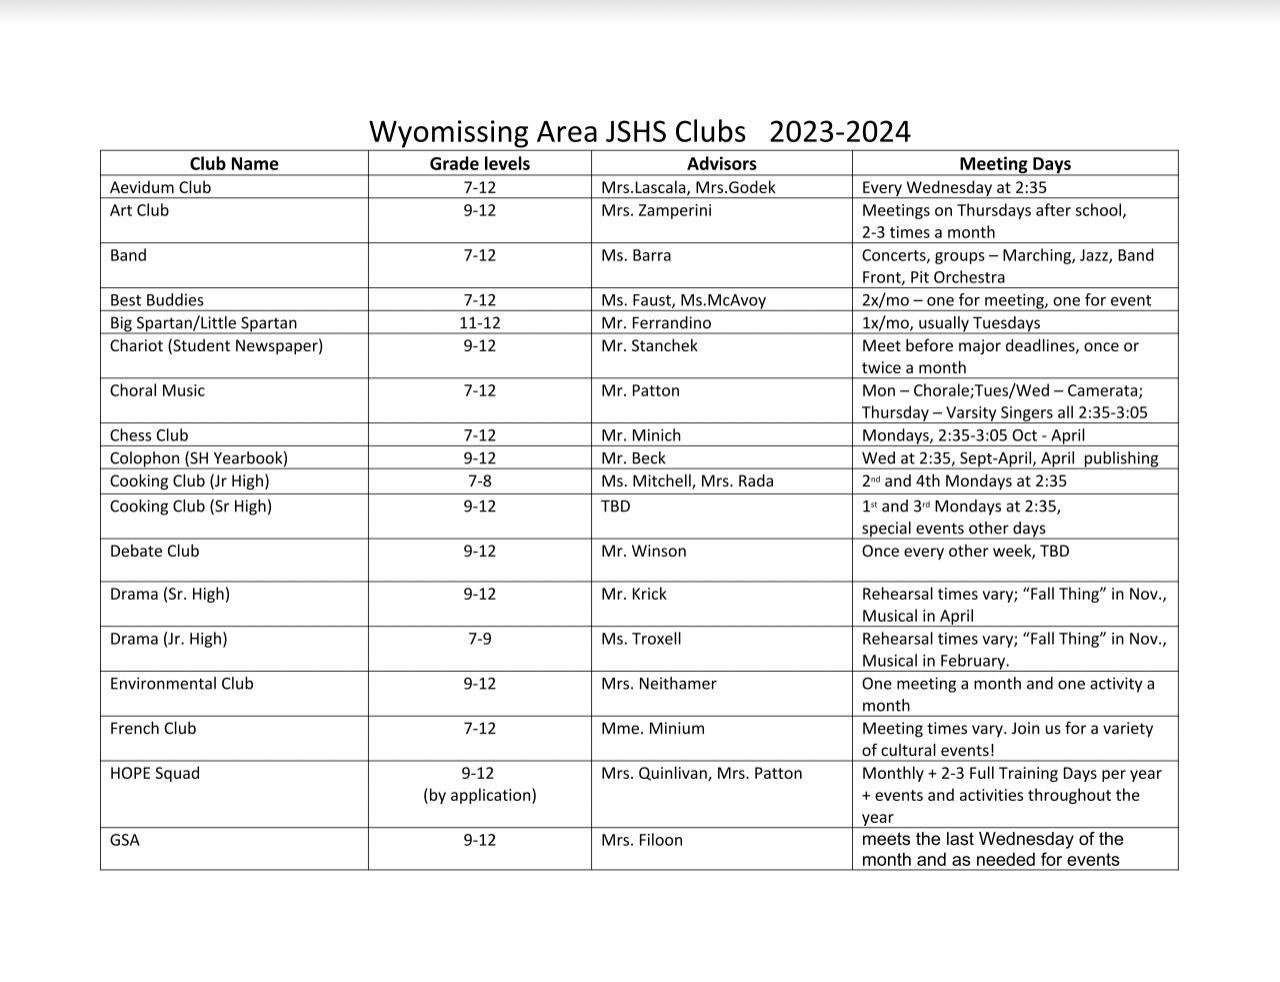 Wyomissing Area JSHS Clubs   2023-2024
Club Name Grade levels Advisors Meeting Days
Aevidum Club 7-12 Mrs.Lascala, Mrs.Godek Every Wednesday at 2:35
Art Club 9-12 Mrs. Zamperini Meetings on Thursdays after school,
2-3 times a month
Band 7-12 Ms. Barra Concerts, groups – Marching, Jazz, Band
Front, Pit Orchestra
Best Buddies 7-12 Ms. Faust, Ms.McAvoy 2x/mo – one for meeting, one for event
Big Spartan/Little Spartan 11-12 Mr. Ferrandino 1x/mo, usually Tuesdays
Chariot (Student Newspaper) 9-12 Mr. Stanchek Meet before major deadlines, once or
twice a month
Choral Music 7-12 Mr. Patton Mon – Chorale;Tues/Wed – Camerata;
Thursday – Varsity Singers all 2:35-3:05
Chess Club 7-12 Mr. Minich Mondays, 2:35-3:05 Oct - April
Colophon (SH Yearbook) 9-12 Mr. Beck Wed at 2:35, Sept-April, April  publishing
Cooking Club (Jr High) 7-8 Ms. Mitchell, Mrs. Rada 2nd and 4th Mondays at 2:35
Cooking Club (Sr High) 9-12 TBD 1st and 3rd Mondays at 2:35,
special events other days
Debate Club 9-12 Mr. Winson Once every other week, TBD
Drama (Sr. High) 9-12 Mr. Krick Rehearsal times vary; “Fall Thing” in Nov.,
Musical in April
Drama (Jr. High) 7-9 Ms. Troxell Rehearsal times vary; “Fall Thing” in Nov.,
Musical in February.
Environmental Club 9-12 Mrs. Neithamer One meeting a month and one activity a
month
French Club 7-12 Mme. Minium Meeting times vary. Join us for a variety
of cultural events!
HOPE Squad 9-12 Mrs. Quinlivan, Mrs. Patton Monthly + 2-3 Full Training Days per year
(by application) + events and activities throughout the
year
GSA 9-12 Mrs. Filoon meets the last Wednesday of the
month and as needed for events